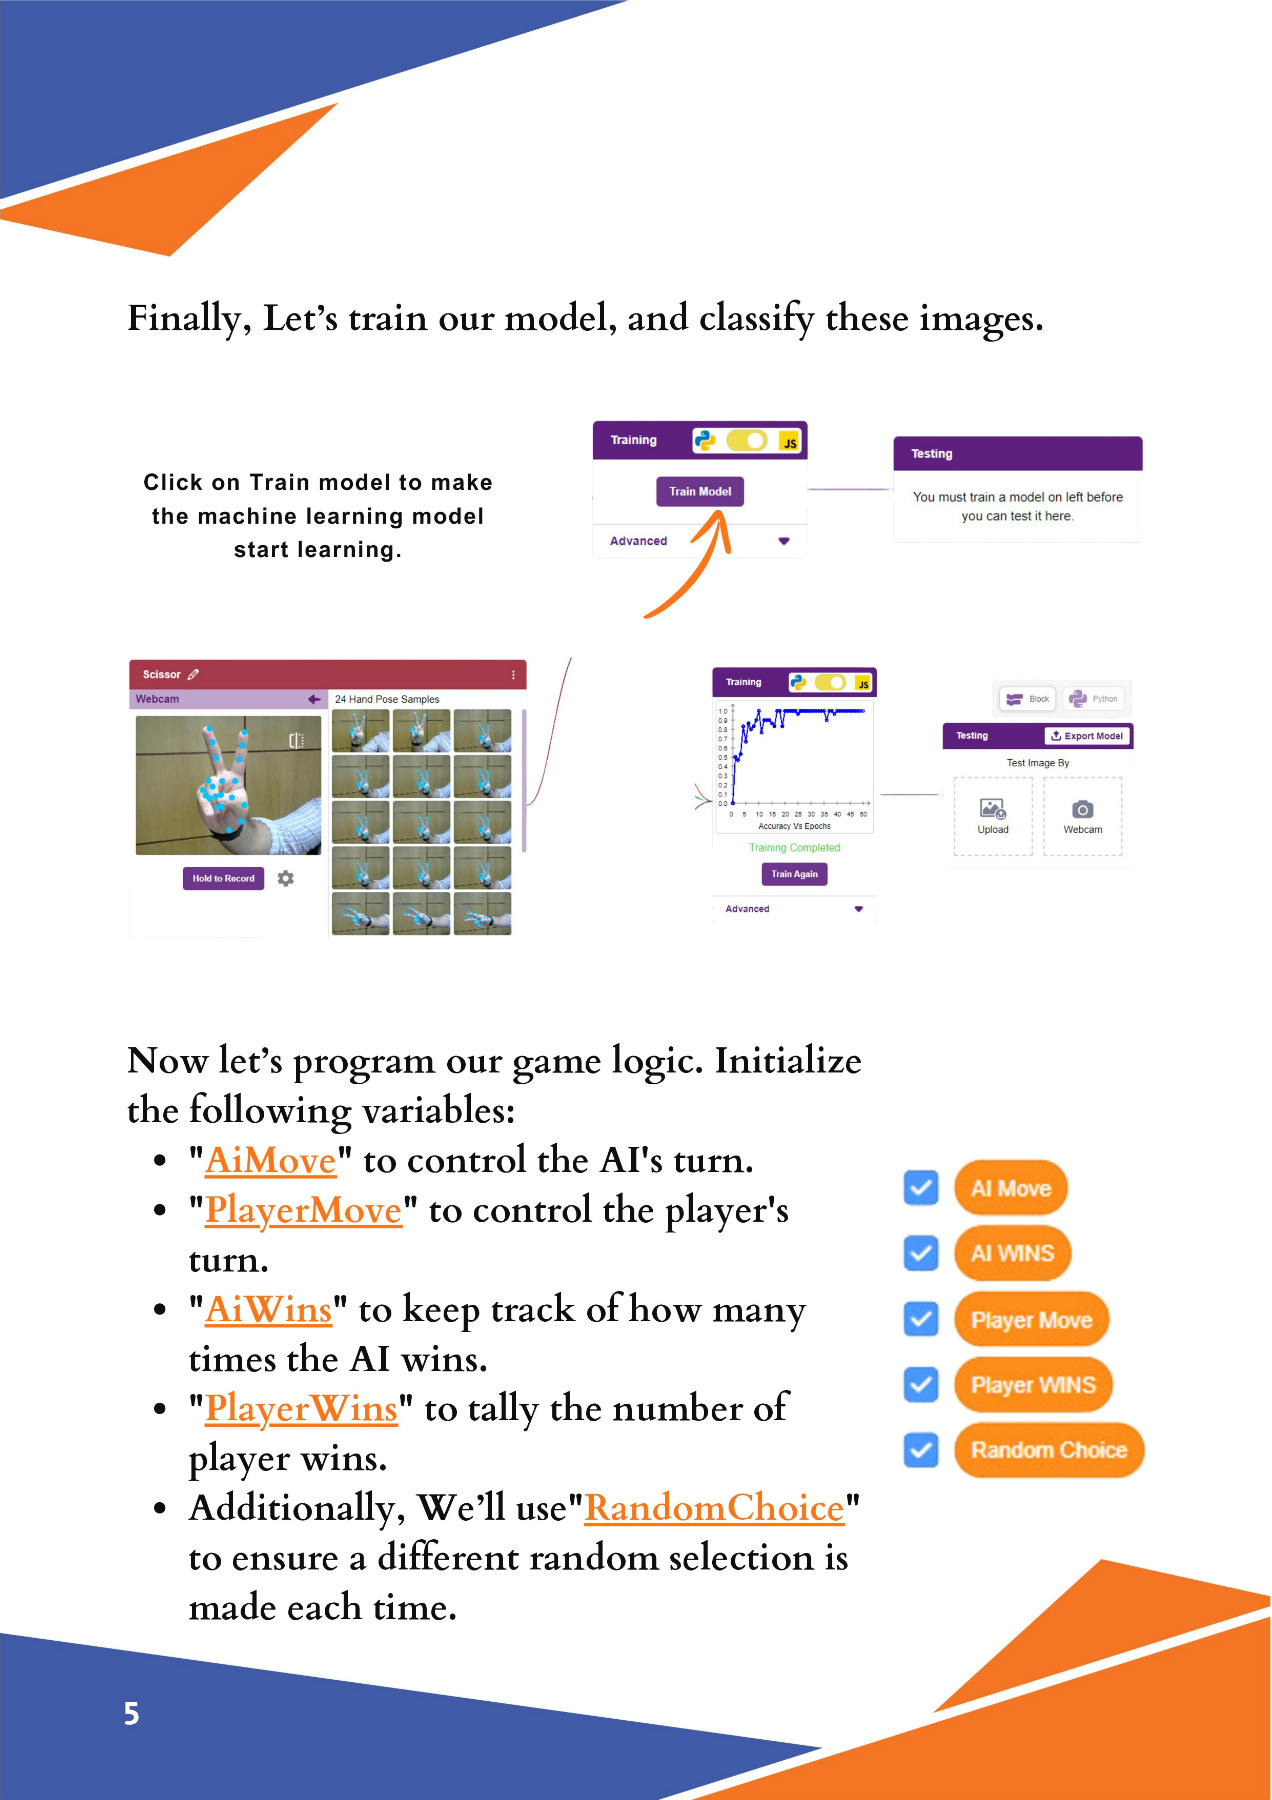 Finally, Let’s train our model, and classify these images.
Click on Train model to make
the machine learning model
start learning.
Training
JS
Train Model
Advanced
Testing
You must train a model on left before
you can test it here.
Scissor
Webcam
24 Hand Pose Samples
Hold to Record
Training
JS
1.0
0.9
0.8
0.7
0.6
0.5
0.4
0.3
0.2
0.1
0.0
0 5 10 15 20 25 30 35 40 45 50
Accuracy Vs Epochs
Training Completed
Train Again
Advanced
Block
Python
Testing
Export Model
Test Image By
Upload
Webcam
Now let’s program our game logic. Initialize
the following variables:
• "AiMove" to control the AI's turn.
• "PlayerMove" to control the player's
turn.
• "AiWins" to keep track of how many
times the AI wins.
• "PlayerWins" to tally the number of
player wins.
• Additionally, We’ll use"RandomChoice"
to ensure a different random selection is
made each time.
AI Move
AI WINS
Player Move
Player WINS
Random Choice
5